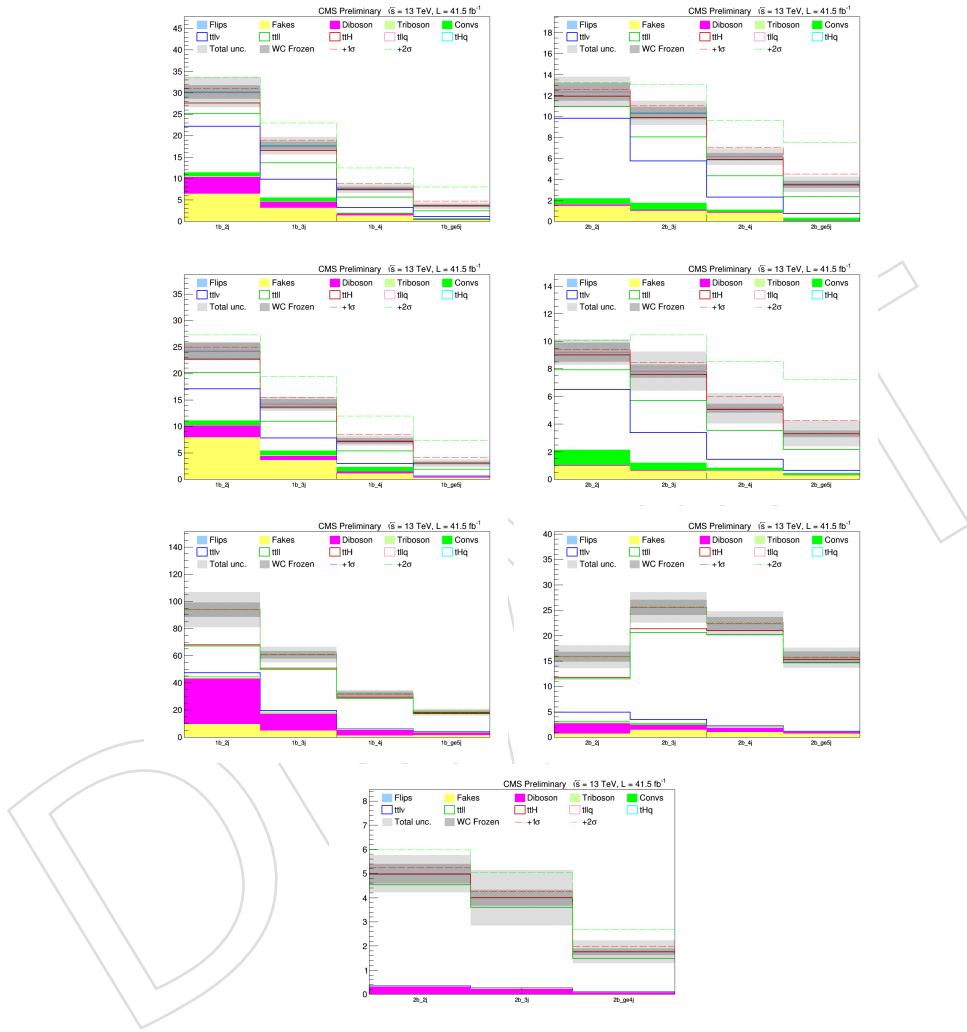 CMS Preliminary √s = 13 TeV, L = 41.5 fb⁻¹
Flips Fakes Diboson Triboson Convs
ttlν ttll ttH tllq tHq
Total unc. WC Frozen +1σ +2σ
45
40
35
30
25
20
15
10
5
0
1b_2j 1b_3j 1b_4j 1b_ge5j
CMS Preliminary √s = 13 TeV, L = 41.5 fb⁻¹
Flips Fakes Diboson Triboson Convs
ttlν ttll ttH tllq tHq
Total unc. WC Frozen +1σ +2σ
18
16
14
12
10
8
6
4
2
0
2b_2j 2b_3j 2b_4j 2b_ge5j
CMS Preliminary √s = 13 TeV, L = 41.5 fb⁻¹
Flips Fakes Diboson Triboson Convs
ttlν ttll ttH tllq tHq
Total unc. WC Frozen +1σ +2σ
35
30
25
20
15
10
5
0
1b_2j 1b_3j 1b_4j 1b_ge5j
CMS Preliminary √s = 13 TeV, L = 41.5 fb⁻¹
Flips Fakes Diboson Triboson Convs
ttlν ttll ttH tllq tHq
Total unc. WC Frozen +1σ +2σ
14
12
10
8
6
4
2
0
2b_2j 2b_3j 2b_4j 2b_ge5j
CMS Preliminary √s = 13 TeV, L = 41.5 fb⁻¹
Flips Fakes Diboson Triboson Convs
ttlν ttll ttH tllq tHq
Total unc. WC Frozen +1σ +2σ
140
120
100
80
60
40
20
0
1b_2j 1b_3j 1b_4j 1b_ge5j
CMS Preliminary √s = 13 TeV, L = 41.5 fb⁻¹
Flips Fakes Diboson Triboson Convs
ttlν ttll ttH tllq tHq
Total unc. WC Frozen +1σ +2σ
40
35
30
25
20
15
10
5
0
2b_2j 2b_3j 2b_4j 2b_ge5j
CMS Preliminary √s = 13 TeV, L = 41.5 fb⁻¹
Flips Fakes Diboson Triboson Convs
ttlν ttll ttH tllq tHq
Total unc. WC Frozen +1σ +2σ
8
7
6
5
4
3
2
1
0
2b_2j 2b_3j 2b_ge4j